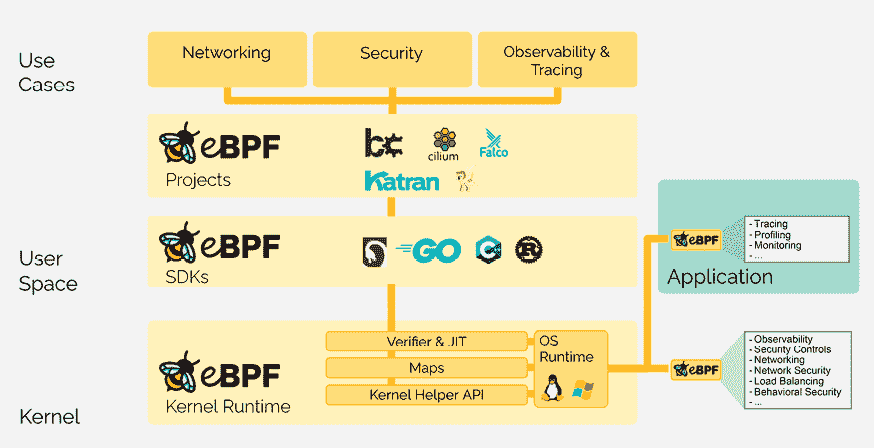 Use
Cases
Networking
Security
Observability &
Tracing
eBPF
Projects
bcc
cilium
Falco
Katran
User
Space
eBPF
SDKs
GO
C
eBPF
- Tracing
- Profiling
- Monitoring
- ...
Application
Kernel
eBPF
Kernel Runtime
Verifier & JIT
Maps
Kernel Helper API
OS
Runtime
eBPF
- Observability
- Security Controls
- Networking
- Network Security
- Load Balancing
- Behavioral Security
- ...